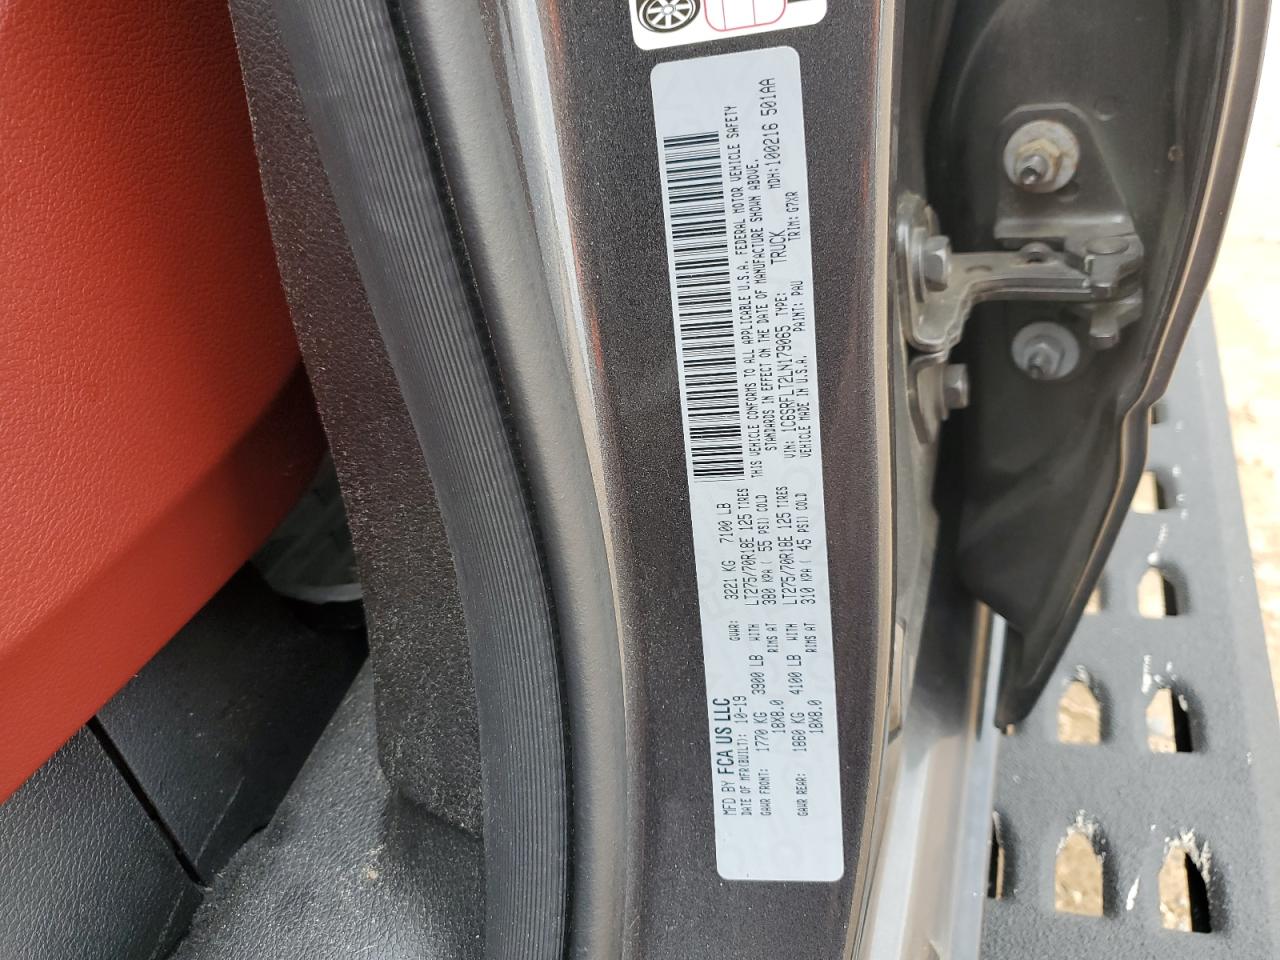 MFD BY FCA US LLC
DATE OF MFR(BUILT): 10-19 GVWR: 3221 KG 7100 LB
GAWR FRONT: 1770 KG 3900 LB WITH LT275/70R18E 125 TIRES
18X8.0 RIMS AT 380 KPA ( 55 PSI) COLD
GAWR REAR: 1860 KG 4100 LB WITH LT275/70R18E 125 TIRES
18X8.0 RIMS AT 310 KPA ( 45 PSI) COLD
THIS VEHICLE CONFORMS TO ALL APPLICABLE U.S.A. FEDERAL MOTOR VEHICLE SAFETY
STANDARDS IN EFFECT ON THE DATE OF MANUFACTURE SHOWN ABOVE.
VIN: 1C6SRFLT2LN179065 TYPE: TRUCK MDH: 100216 501AA
VEHICLE MADE IN U.S.A. PAINT: PAU TRIM: G7XR